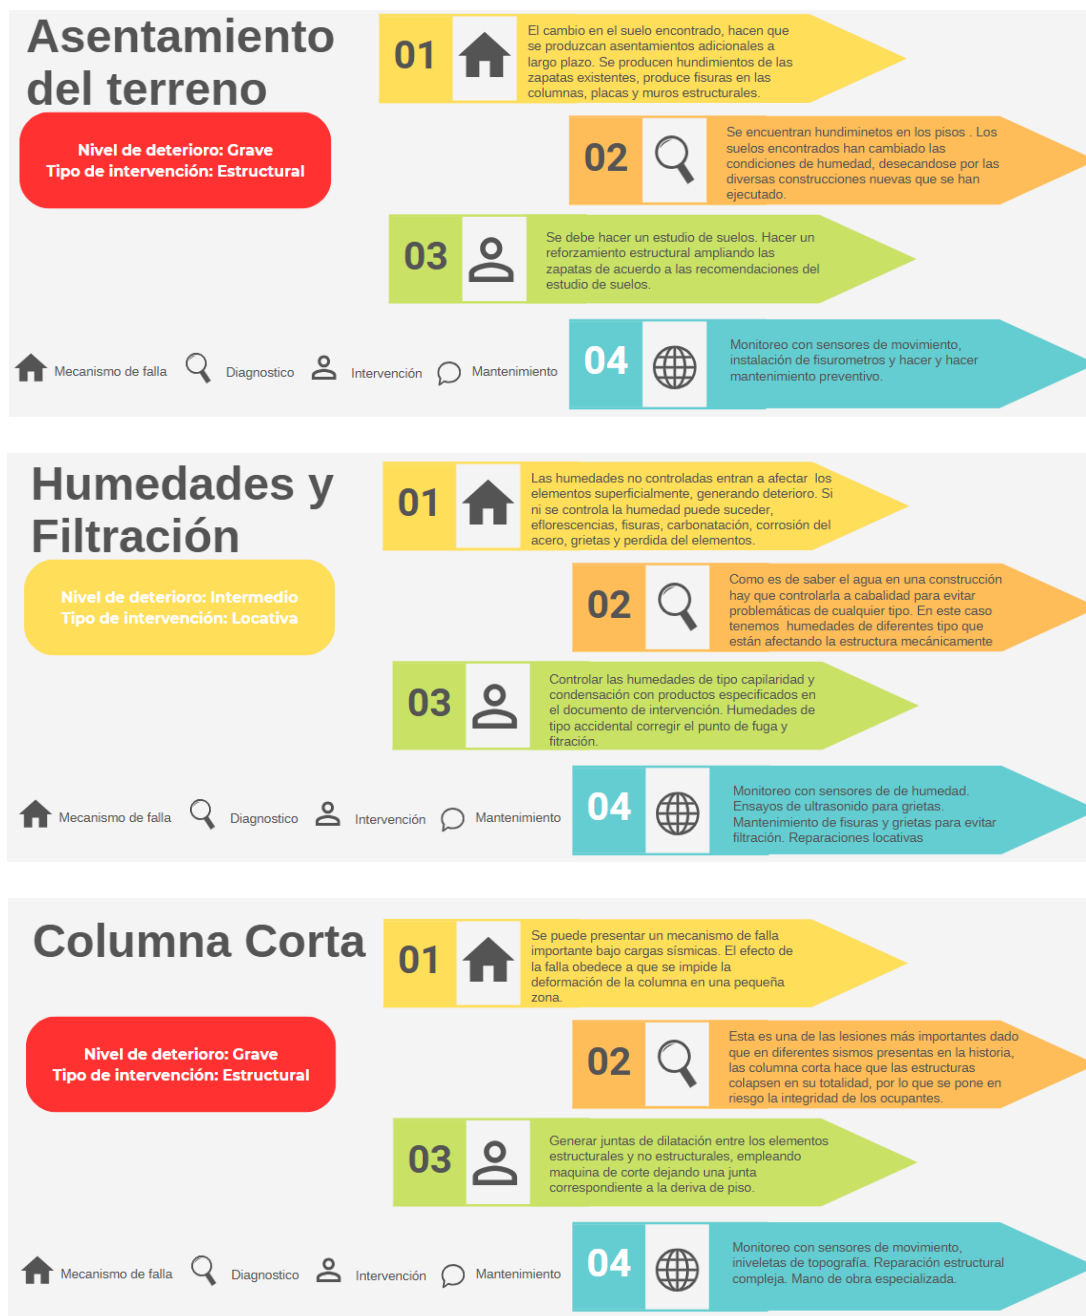 Asentamiento
del terreno
Nivel de deterioro: Grave
Tipo de intervención: Estructural
01
El cambio en el suelo encontrado, hacen que
se produzcan asentamientos adicionales a
largo plazo. Se producen hundimientos de las
zapatas existentes, produce fisuras en las
columnas, placas y muros estructurales.
02
Se encuentran hundiminetos en los pisos . Los
suelos encontrados han cambiado las
condiciones de humedad, desecandose por las
diversas construcciones nuevas que se han
ejecutado.
03
Se debe hacer un estudio de suelos. Hacer un
reforzamiento estructural ampliando las
zapatas de acuerdo a las recomendaciones del
estudio de suelos.
04
Monitoreo con sensores de movimiento,
instalación de fisurometros y hacer y hacer
mantenimiento preventivo.
Mecanismo de falla Diagnostico Intervención Mantenimiento
Humedades y
Filtración
Nivel de deterioro: Intermedio
Tipo de intervención: Locativa
01
Las humedades no controladas entran a afectar los
elementos superficialmente, generando deterioro. Si
ni se controla la humedad puede suceder,
eflorescencias, fisuras, carbonatación, corrosión del
acero, grietas y perdida del elementos.
02
Como es de saber el agua en una construcción
hay que controlarla a cabalidad para evitar
problemáticas de cualquier tipo. En este caso
tenemos humedades de diferentes tipo que
están afectando la estructura mecánicamente
03
Controlar las humedades de tipo capilaridad y
condensación con productos especificados en
el documento de intervención. Humedades de
tipo accidental corregir el punto de fuga y
fitración.
04
Monitoreo con sensores de de humedad.
Ensayos de ultrasonido para grietas.
Mantenimiento de fisuras y grietas para evitar
filtración. Reparaciones locativas
Mecanismo de falla Diagnostico Intervención Mantenimiento
Columna Corta
Nivel de deterioro: Grave
Tipo de intervención: Estructural
01
Se puede presentar un mecanismo de falla
importante bajo cargas sísmicas. El efecto de
la falla obedece a que se impide la
deformación de la columna en una pequeña
zona.
02
Esta es una de las lesiones más importantes dado
que en diferentes sismos presentas en la historia,
las columna corta hace que las estructuras
colapsen en su totalidad, por lo que se pone en
riesgo la integridad de los ocupantes.
03
Generar juntas de dilatación entre los elementos
estructurales y no estructurales, empleando
maquina de corte dejando una junta
correspondiente a la deriva de piso.
04
Monitoreo con sensores de movimiento,
iniveletas de topografía. Reparación estructural
compleja. Mano de obra especializada.
Mecanismo de falla Diagnostico Intervención Mantenimiento